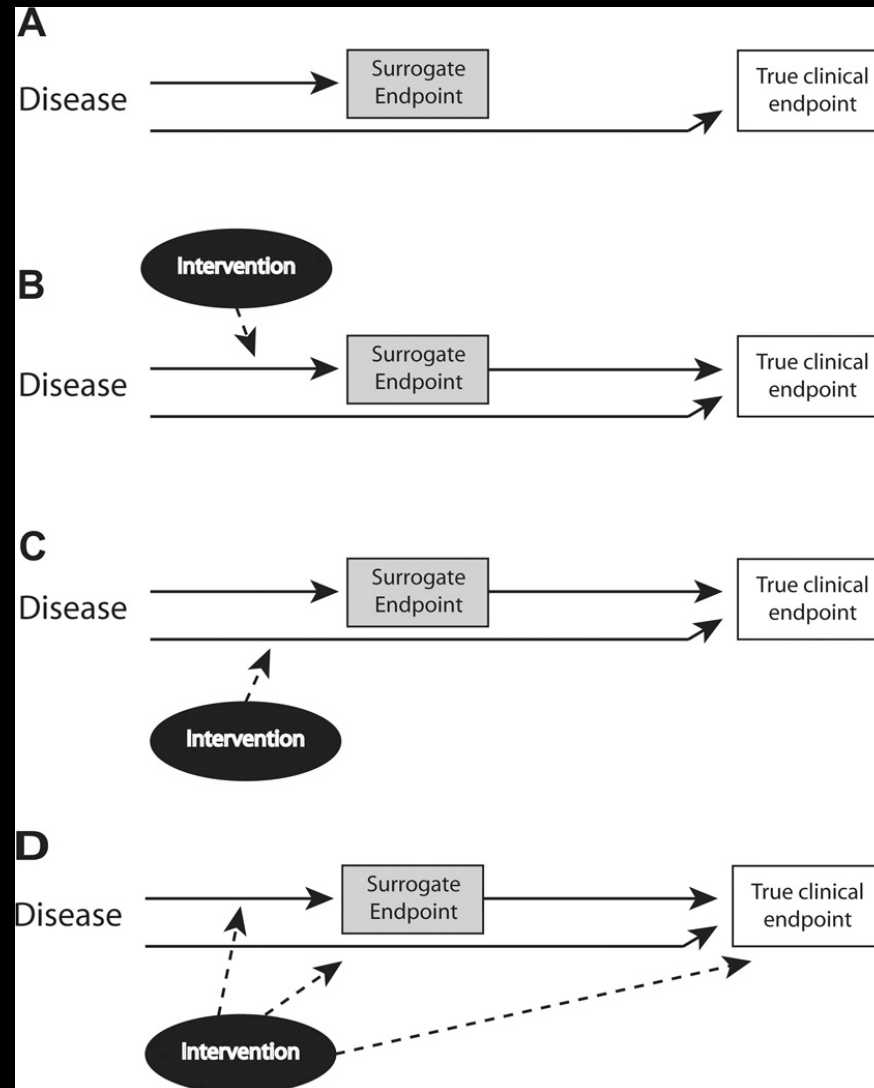 A
Disease
Surrogate
Endpoint
True clinical
endpoint
Intervention
B
Disease
Surrogate
Endpoint
True clinical
endpoint
C
Disease
Surrogate
Endpoint
True clinical
endpoint
Intervention
D
Disease
Surrogate
Endpoint
True clinical
endpoint
Intervention